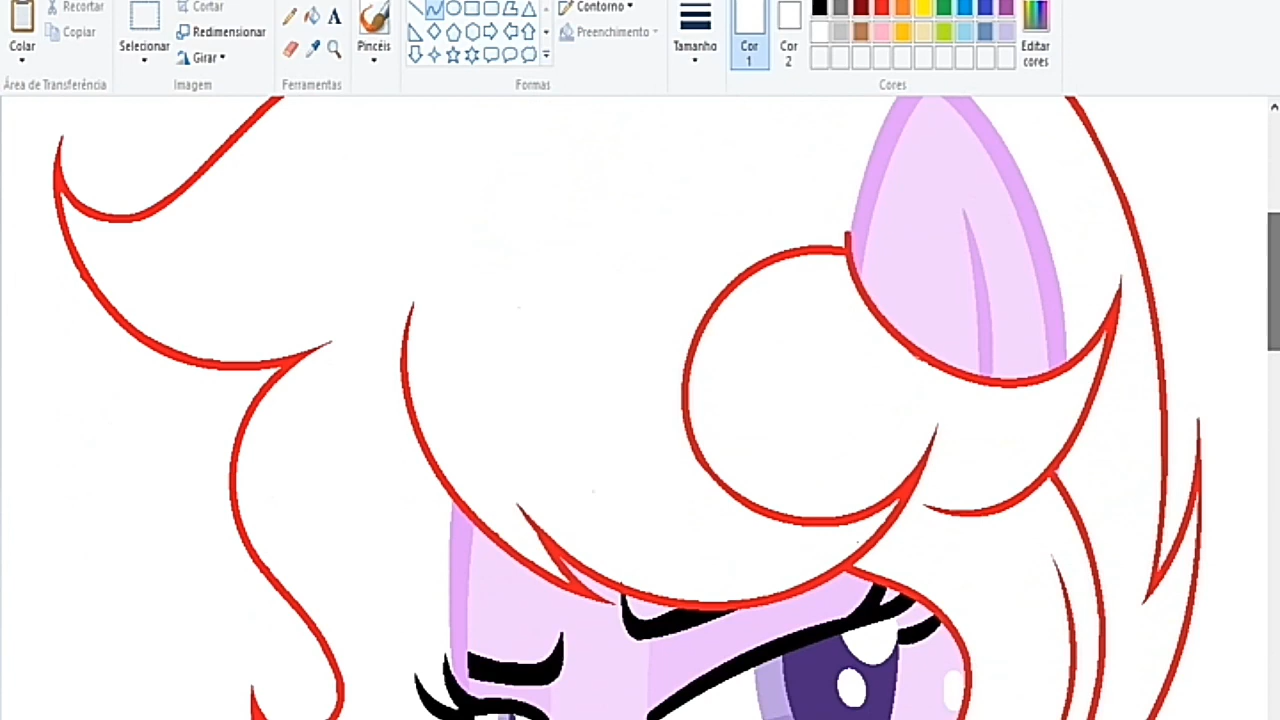 Recortar
Cortar
Contorno
Copiar
Redimensionar
A
Preenchimento
Colar
Selecionar
Girar
Pincéis
Tamanho
Cor
1
Cor
2
Editar
cores
Área de Transferência
Imagem
Ferramentas
Formas
Cores